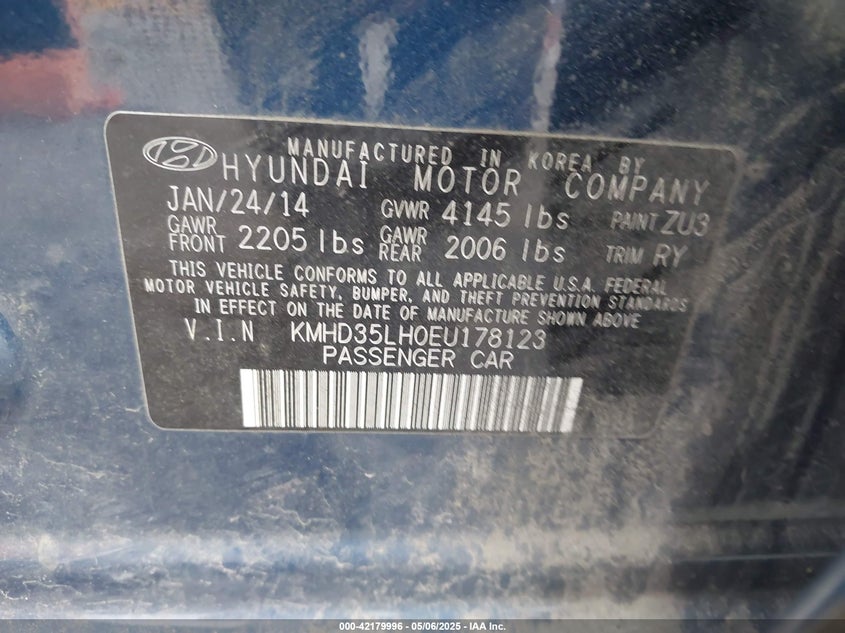 MANUFACTURED IN KOREA BY
HYUNDAI MOTOR COMPANY
JAN/24/14 GVWR 4145 lbs PAINT ZU3
GAWR FRONT 2205 lbs GAWR REAR 2006 lbs TRIM RY
THIS VEHICLE CONFORMS TO ALL APPLICABLE U.S.A. FEDERAL
MOTOR VEHICLE SAFETY, BUMPER, AND THEFT PREVENTION STANDARDS
IN EFFECT ON THE DATE OF MANUFACTURE SHOWN ABOVE
V.I.N KMHD35LH0EU178123
PASSENGER CAR
000-42179996 - 05/06/2025 - IAA Inc.